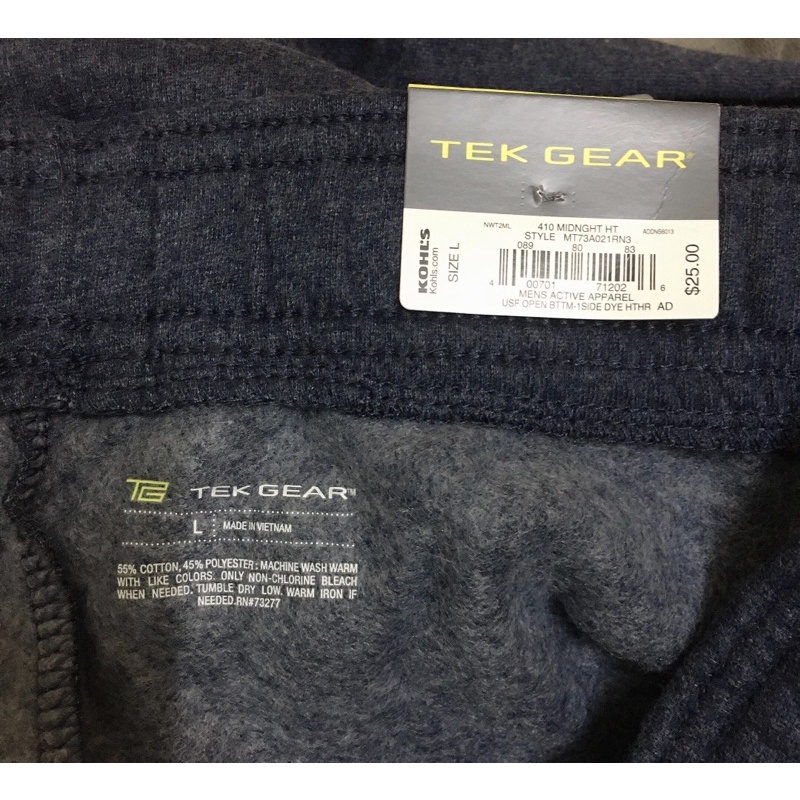 TEK GEAR
KOHL'S
Kohls.com
SIZE L
NWT2ML
410 MIDNGHT HT
ADDNSB013
STYLE MT73A021RN3
089 80 83
4 00701 71202 6
MENS ACTIVE APPAREL
USF OPEN BTTM-1SIDE DYE HTHR AD
$25.00
TEK GEAR™
L MADE IN VIETNAM
55% COTTON, 45% POLYESTER: MACHINE WASH WARM
WITH LIKE COLORS. ONLY NON-CHLORINE BLEACH
WHEN NEEDED. TUMBLE DRY LOW. WARM IRON IF
NEEDED.RN#73277